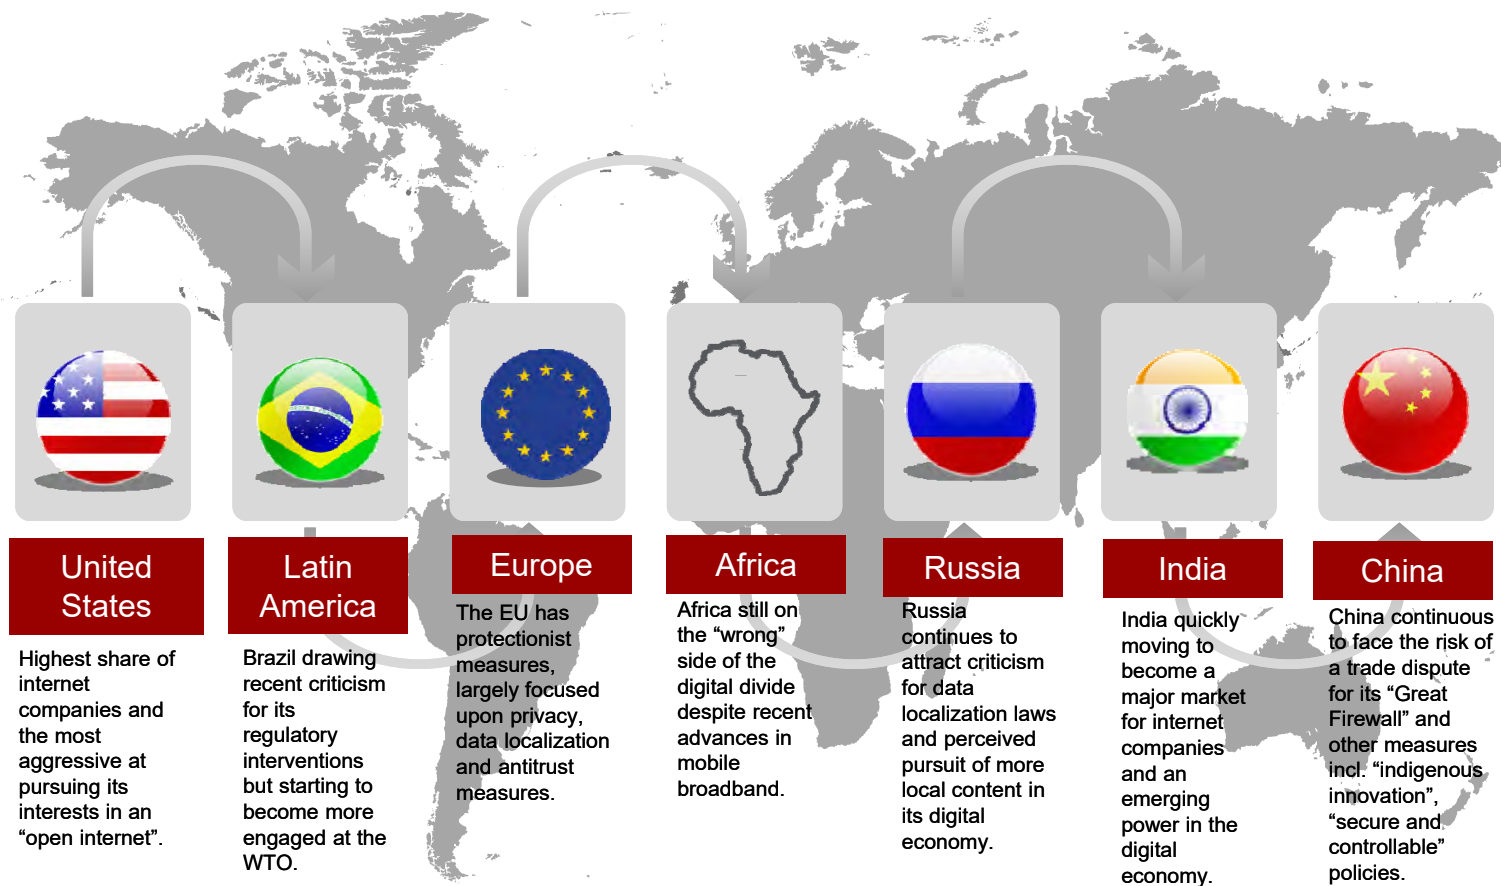 United
States
Highest share of
internet
companies and
the most
aggressive at
pursuing its
interests in an
“open internet”.
Latin
America
Brazil drawing
recent criticism
for its
regulatory
interventions
but starting to
become more
engaged at the
WTO.
Europe
The EU has
protectionist
measures,
largely focused
upon privacy,
data localization
and antitrust
measures.
Africa
Africa still on
the “wrong”
side of the
digital divide
despite recent
advances in
mobile
broadband.
Russia
Russia
continues to
attract criticism
for data
localization laws
and perceived
pursuit of more
local content in
its digital
economy.
India
India quickly
moving to
become a
major market
for internet
companies
and an
emerging
power in the
digital
economy.
China
China continuous
to face the risk of
a trade dispute
for its “Great
Firewall” and
other measures
incl. “indigenous
innovation”,
“secure and
controllable”
policies.